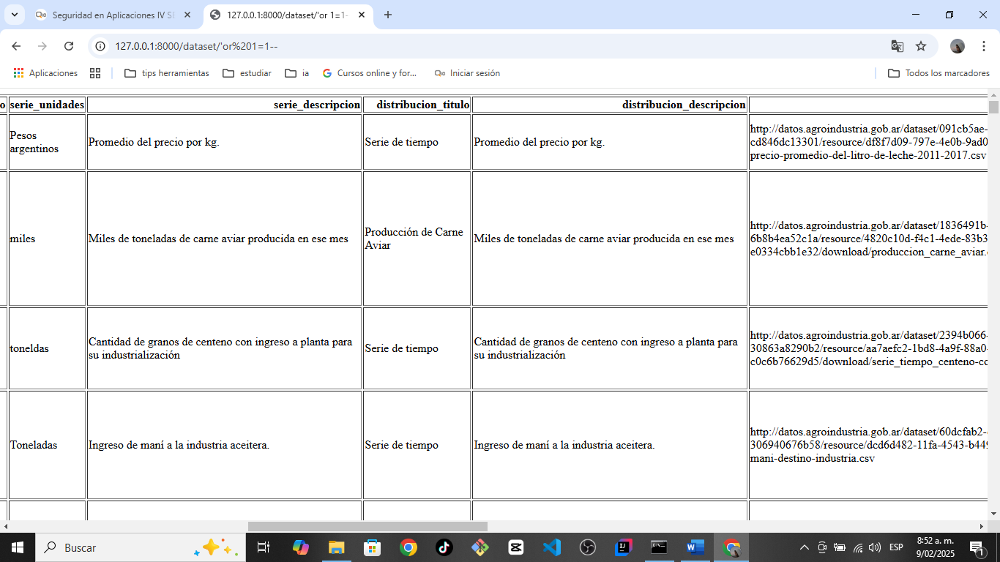 Seguridad en Aplicaciones IV SE
127.0.0.1:8000/dataset/'or 1=1-
127.0.0.1:8000/dataset/'or%201=1--
Aplicaciones
tips herramientas
estudiar
ia
Cursos online y for...
Iniciar sesión
Todos los marcadores
o serie_unidades serie_descripcion distribucion_titulo distribucion_descripcion
Pesos argentinos
Promedio del precio por kg.
Serie de tiempo
Promedio del precio por kg.
http://datos.agroindustria.gob.ar/dataset/091cb5ae-
cd846dc13301/resource/df8f7d09-797e-4e0b-9ad0
precio-promedio-del-litro-de-leche-2011-2017.csv
miles
Miles de toneladas de carne aviar producida en ese mes
Producción de Carne
Aviar
Miles de toneladas de carne aviar producida en ese mes
http://datos.agroindustria.gob.ar/dataset/1836491b-
6b8b4ea52c1a/resource/4820c10d-f4c1-4ede-83b3
e0334cbb1e32/download/produccion_carne_aviar.
toneldas
Cantidad de granos de centeno con ingreso a planta para
su industrialización
Serie de tiempo
Cantidad de granos de centeno con ingreso a planta para
su industrialización
http://datos.agroindustria.gob.ar/dataset/2394b066-
30863a8290b2/resource/aa7aefc2-1bd8-4a9f-88a0
c0c6b76629d5/download/serie_tiempo_centeno-co
Toneladas
Ingreso de maní a la industria aceitera.
Serie de tiempo
Ingreso de maní a la industria aceitera.
http://datos.agroindustria.gob.ar/dataset/60dcfab2-
306940676b58/resource/dcd6d482-11fa-4543-b449
mani-destino-industria.csv
Buscar
ESP
8:52 a. m.
9/02/2025
1